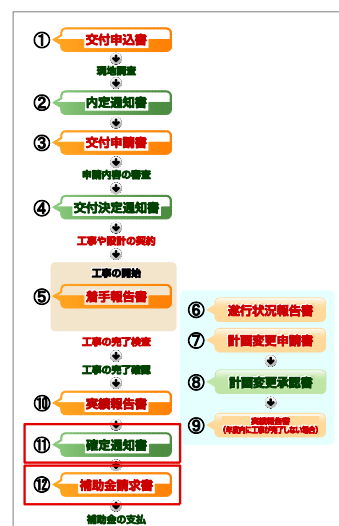 ① 交付申込書
現地調査
② 内定通知書
③ 交付申請書
申請内容の審査
④ 交付決定通知書
工事や設計の契約
工事の開始
⑤ 着手報告書
工事の完了検査
工事の完了確認
⑩ 実績報告書
⑪ 確定通知書
⑫ 補助金請求書
補助金の支払
⑥ 遂行状況報告書
⑦ 計画変更申請書
⑧ 計画変更承認書
⑨ 実績報告書
(年度内に工事が完了しない場合)